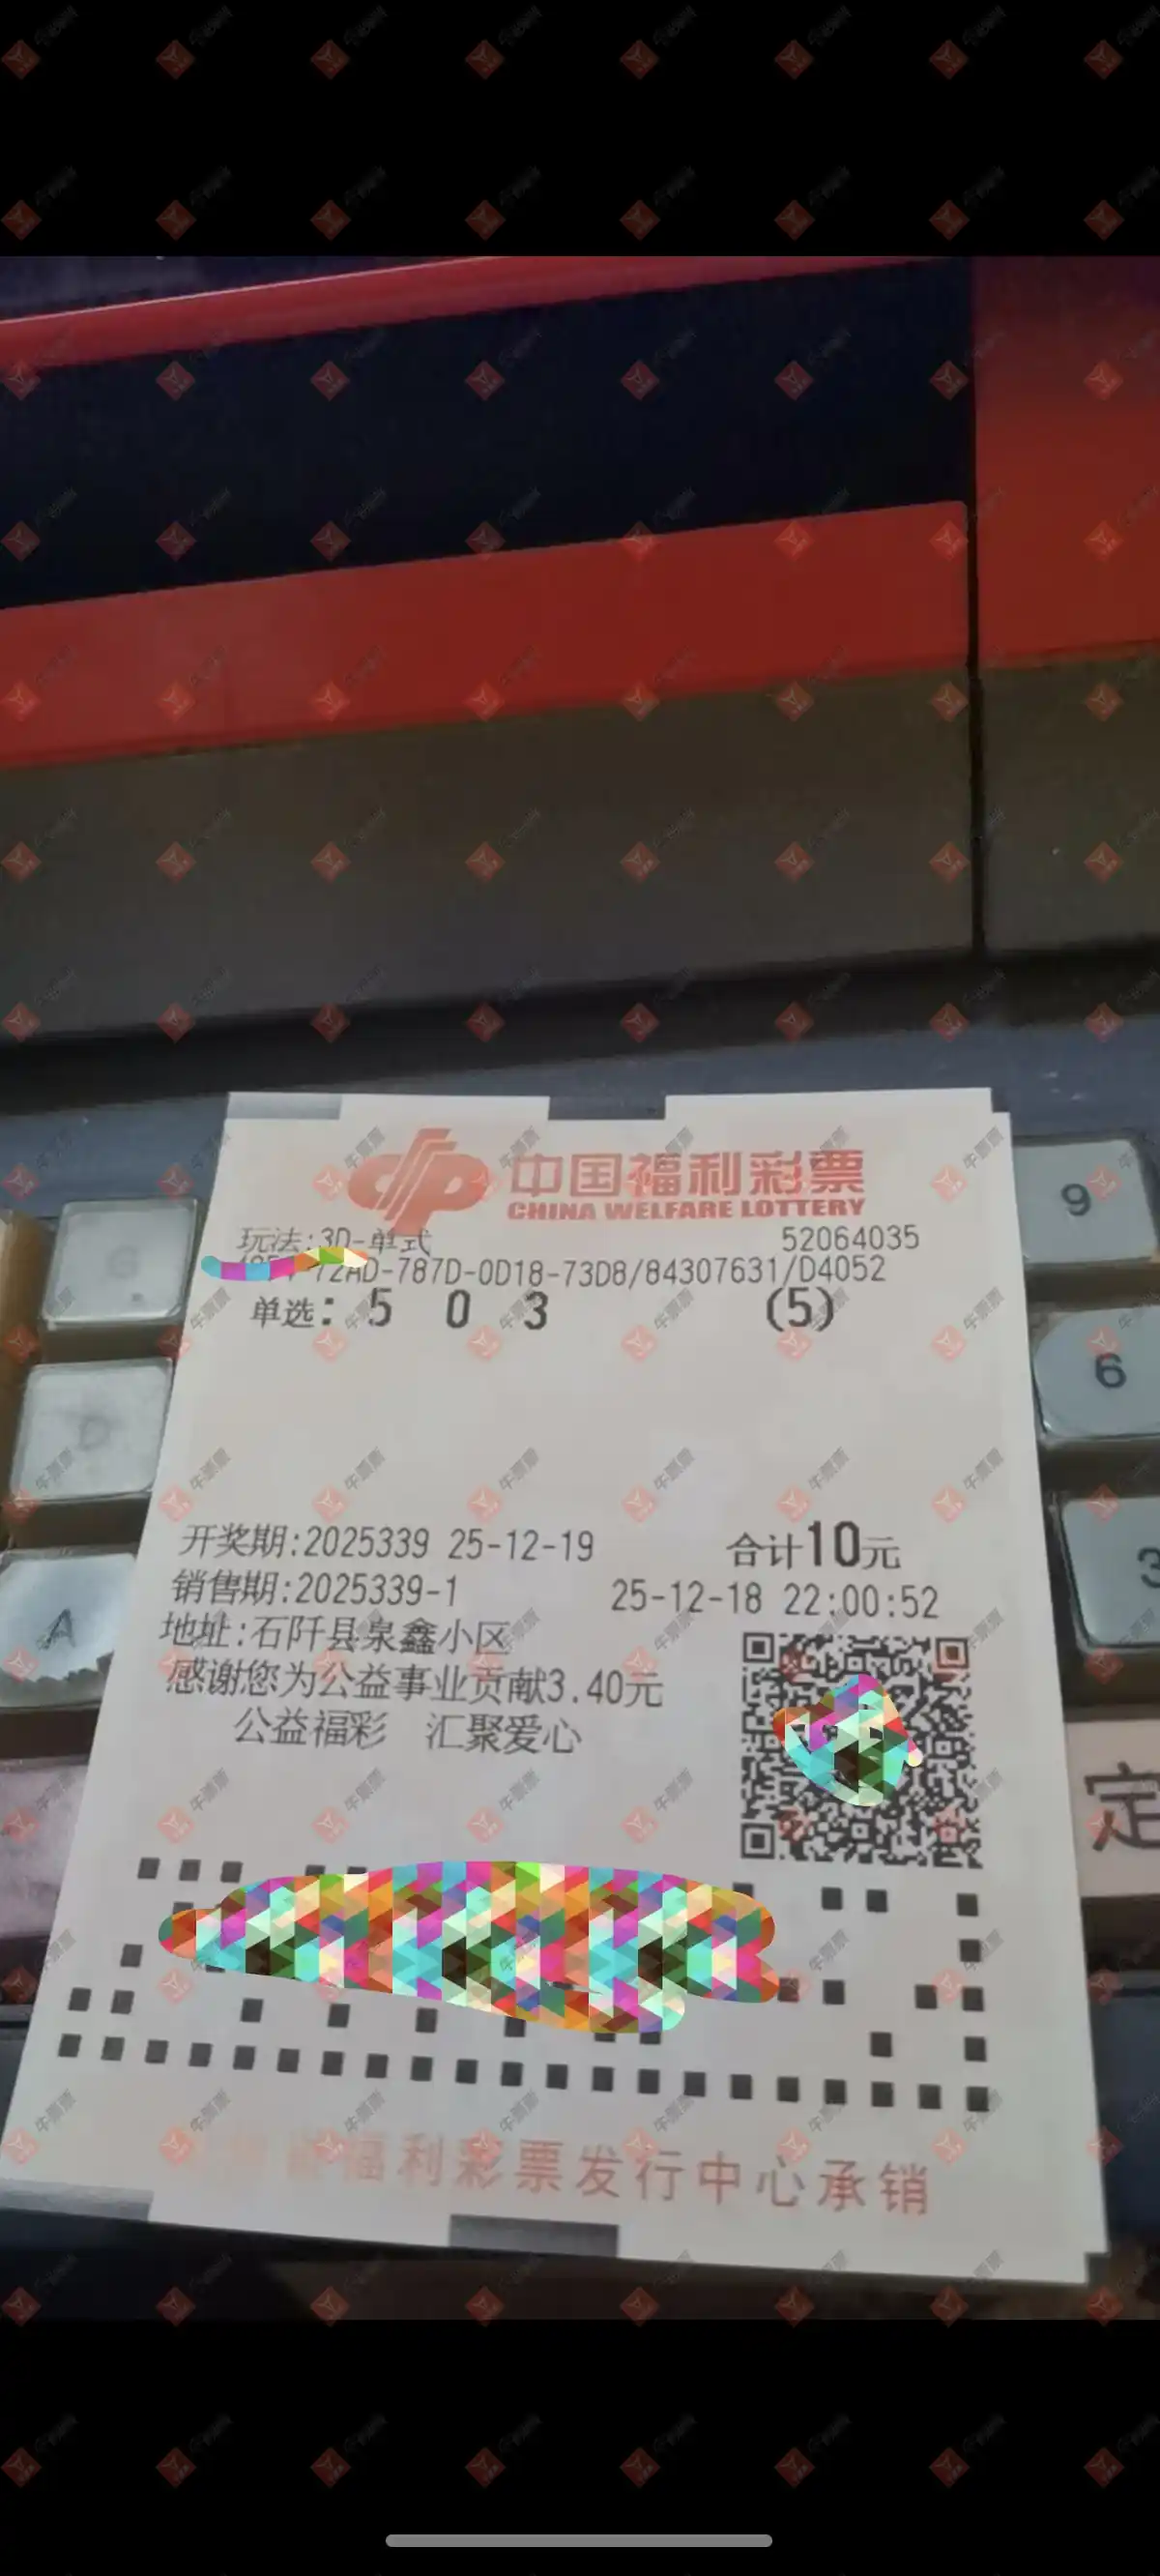 中国福利彩票
CHINA WELFARE LOTTERY
玩法:3D-单式 52064035
72AD-787D-0D18-73D8/84307631/D4052
单选: 5 0 3 (5)
开奖期:2025339 25-12-19 合计10元
销售期:2025339-1 25-12-18 22:00:52
地址:石阡县泉鑫小区
感谢您为公益事业贡献3.40元
公益福彩 汇聚爱心
福利彩票发行中心承销
G
D
A
9
6
3
定
牛票票